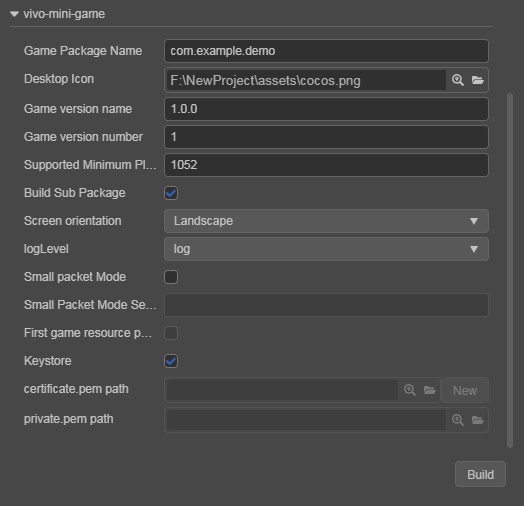 vivo-mini-game
Game Package Name com.example.demo
Desktop Icon F:\NewProject\assets\cocos.png
Game version name 1.0.0
Game version number 1
Supported Minimum Pl... 1052
Build Sub Package
Screen orientation Landscape
logLevel log
Small packet Mode
Small Packet Mode Se...
First game resource p...
Keystore
certificate.pem path New
private.pem path
Build